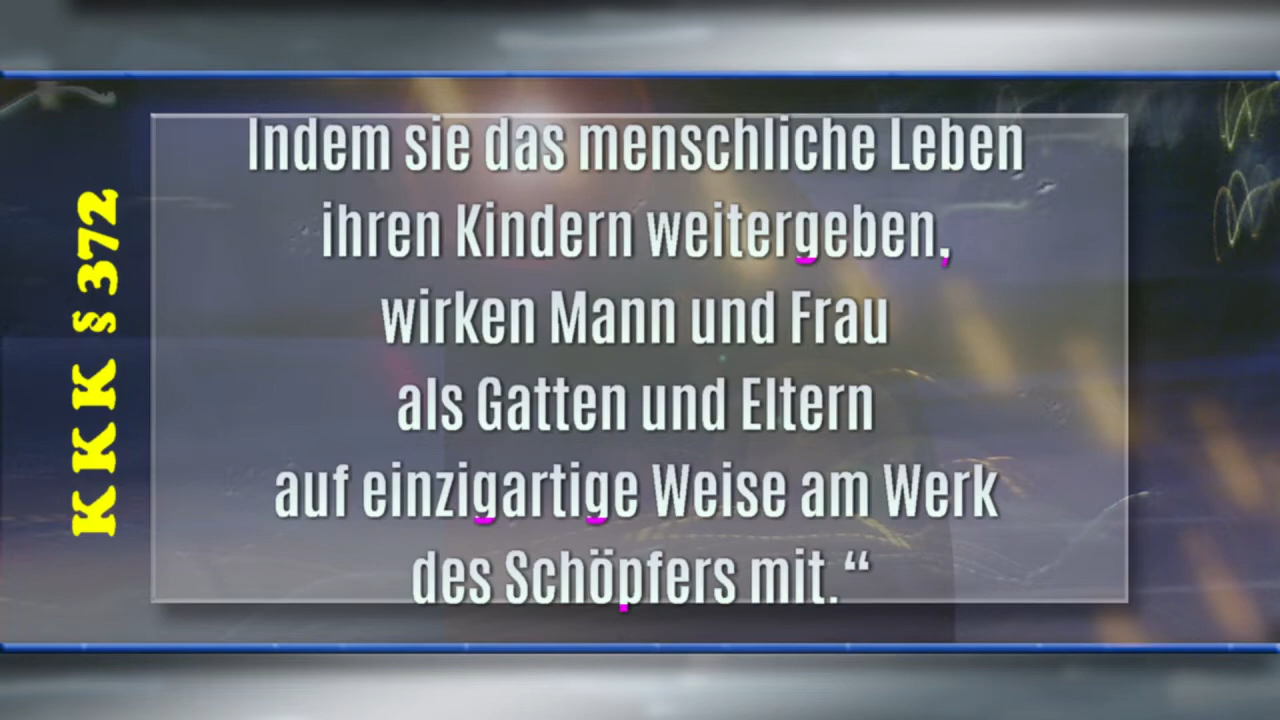 KKK § 372
Indem sie das menschliche Leben
ihren Kindern weitergeben,
wirken Mann und Frau
als Gatten und Eltern
auf einzigartige Weise am Werk
des Schöpfers mit.“